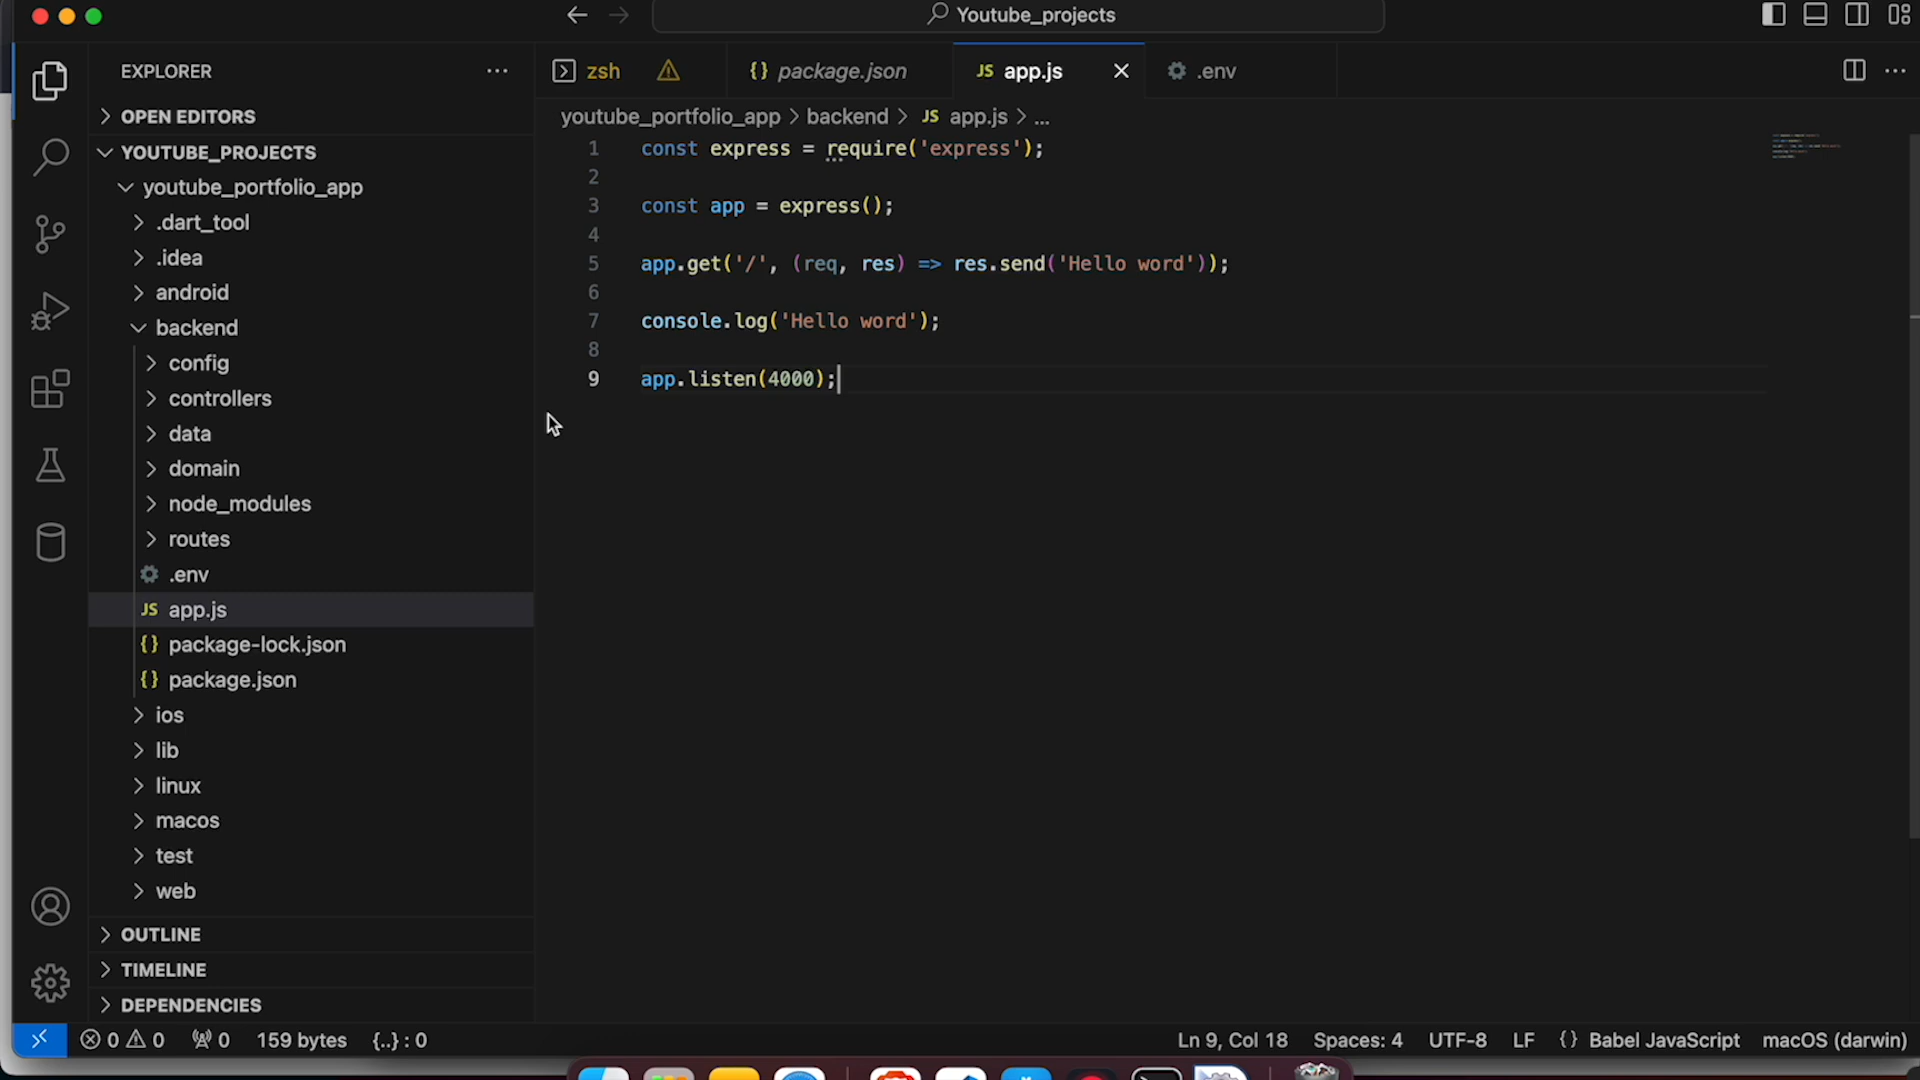 Youtube_projects
EXPLORER
zsh
{} package.json
JS app.js
.env
OPEN EDITORS
youtube_portfolio_app > backend > JS app.js > ...
YOUTUBE_PROJECTS
youtube_portfolio_app
.dart_tool
.idea
android
backend
config
controllers
data
domain
node_modules
routes
.env
JS app.js
{} package-lock.json
{} package.json
ios
lib
linux
macos
test
web
OUTLINE
TIMELINE
DEPENDENCIES
1 const express = require('express');
2
3 const app = express();
4
5 app.get('/', (req, res) => res.send('Hello word'));
6
7 console.log('Hello word');
8
9 app.listen(4000);
0 0 0 159 bytes {..} : 0 Ln 9, Col 18 Spaces: 4 UTF-8 LF {} Babel JavaScript macOS (darwin)